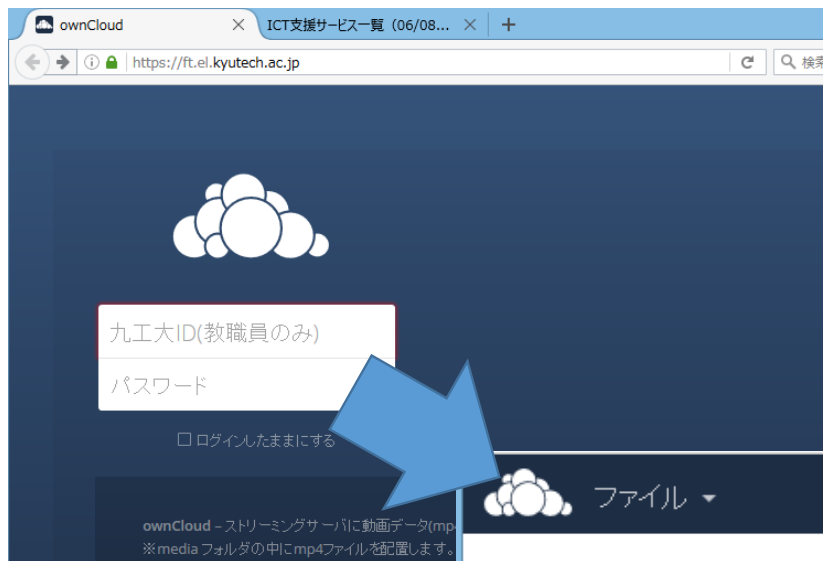 ownCloud
ICT支援サービス一覧（06/08...
https://ft.el.kyutech.ac.jp
検索
九工大ID(教職員のみ)
パスワード
ログインしたままにする
ファイル
ownCloud – ストリーミングサーバに動画データ(mp
※media フォルダの中にmp4ファイルを配置します。